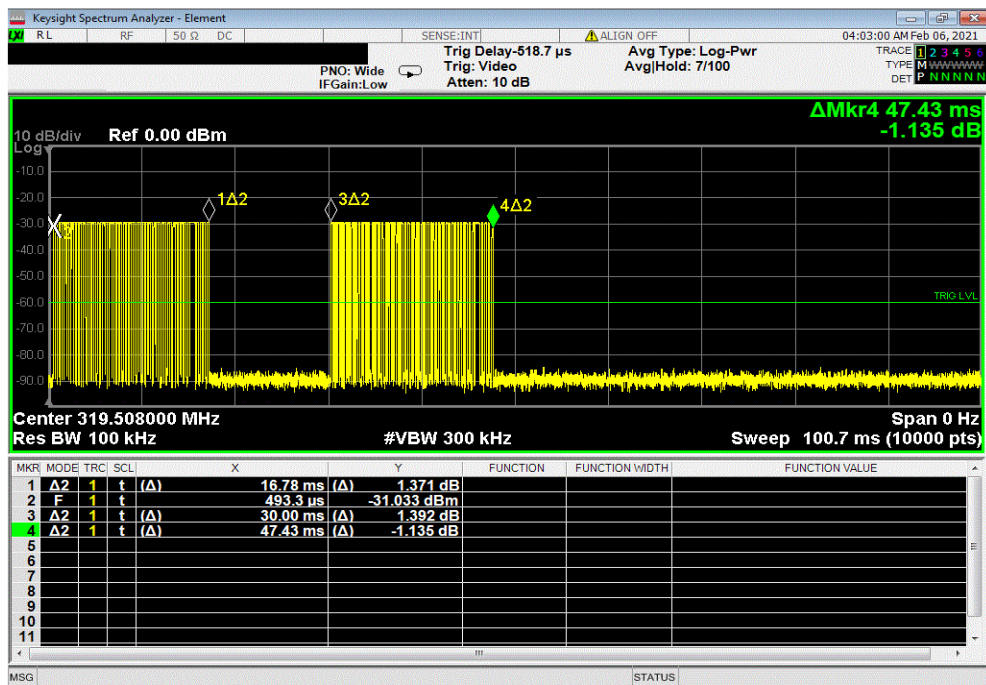 Keysight Spectrum Analyzer - Element
LXI RL RF 50 Ω DC SENSE:INT ALIGN OFF 04:03:00 AM Feb 06, 2021
Trig Delay-518.7 µs Avg Type: Log-Pwr TRACE 1 2 3 4 5 6
PNO: Wide Trig: Video Avg|Hold: 7/100 TYPE M W W W W W
IFGain:Low Atten: 10 dB DET P N N N N N
ΔMkr4 47.43 ms
-1.135 dB
10 dB/div Ref 0.00 dBm
Log
-10.0
-20.0
1Δ2 3Δ2 4Δ2
-30.0
2
-40.0
-50.0
-60.0
TRIG LVL
-70.0
-80.0
-90.0
Center 319.508000 MHz Span 0 Hz
Res BW 100 kHz #VBW 300 kHz Sweep 100.7 ms (10000 pts)
MKR MODE TRC SCL X Y FUNCTION FUNCTION WIDTH FUNCTION VALUE
1 Δ2 1 t (Δ) 16.78 ms (Δ) 1.371 dB
2 F 1 t 493.3 µs -31.033 dBm
3 Δ2 1 t (Δ) 30.00 ms (Δ) 1.392 dB
4 Δ2 1 t (Δ) 47.43 ms (Δ) -1.135 dB
5
6
7
8
9
10
11
MSG STATUS